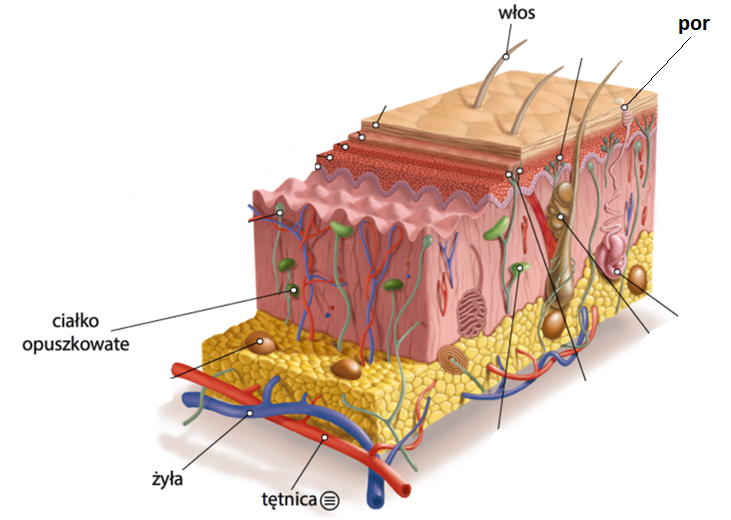 włos
por
ciałko
opuszkowate
żyła
tętnica